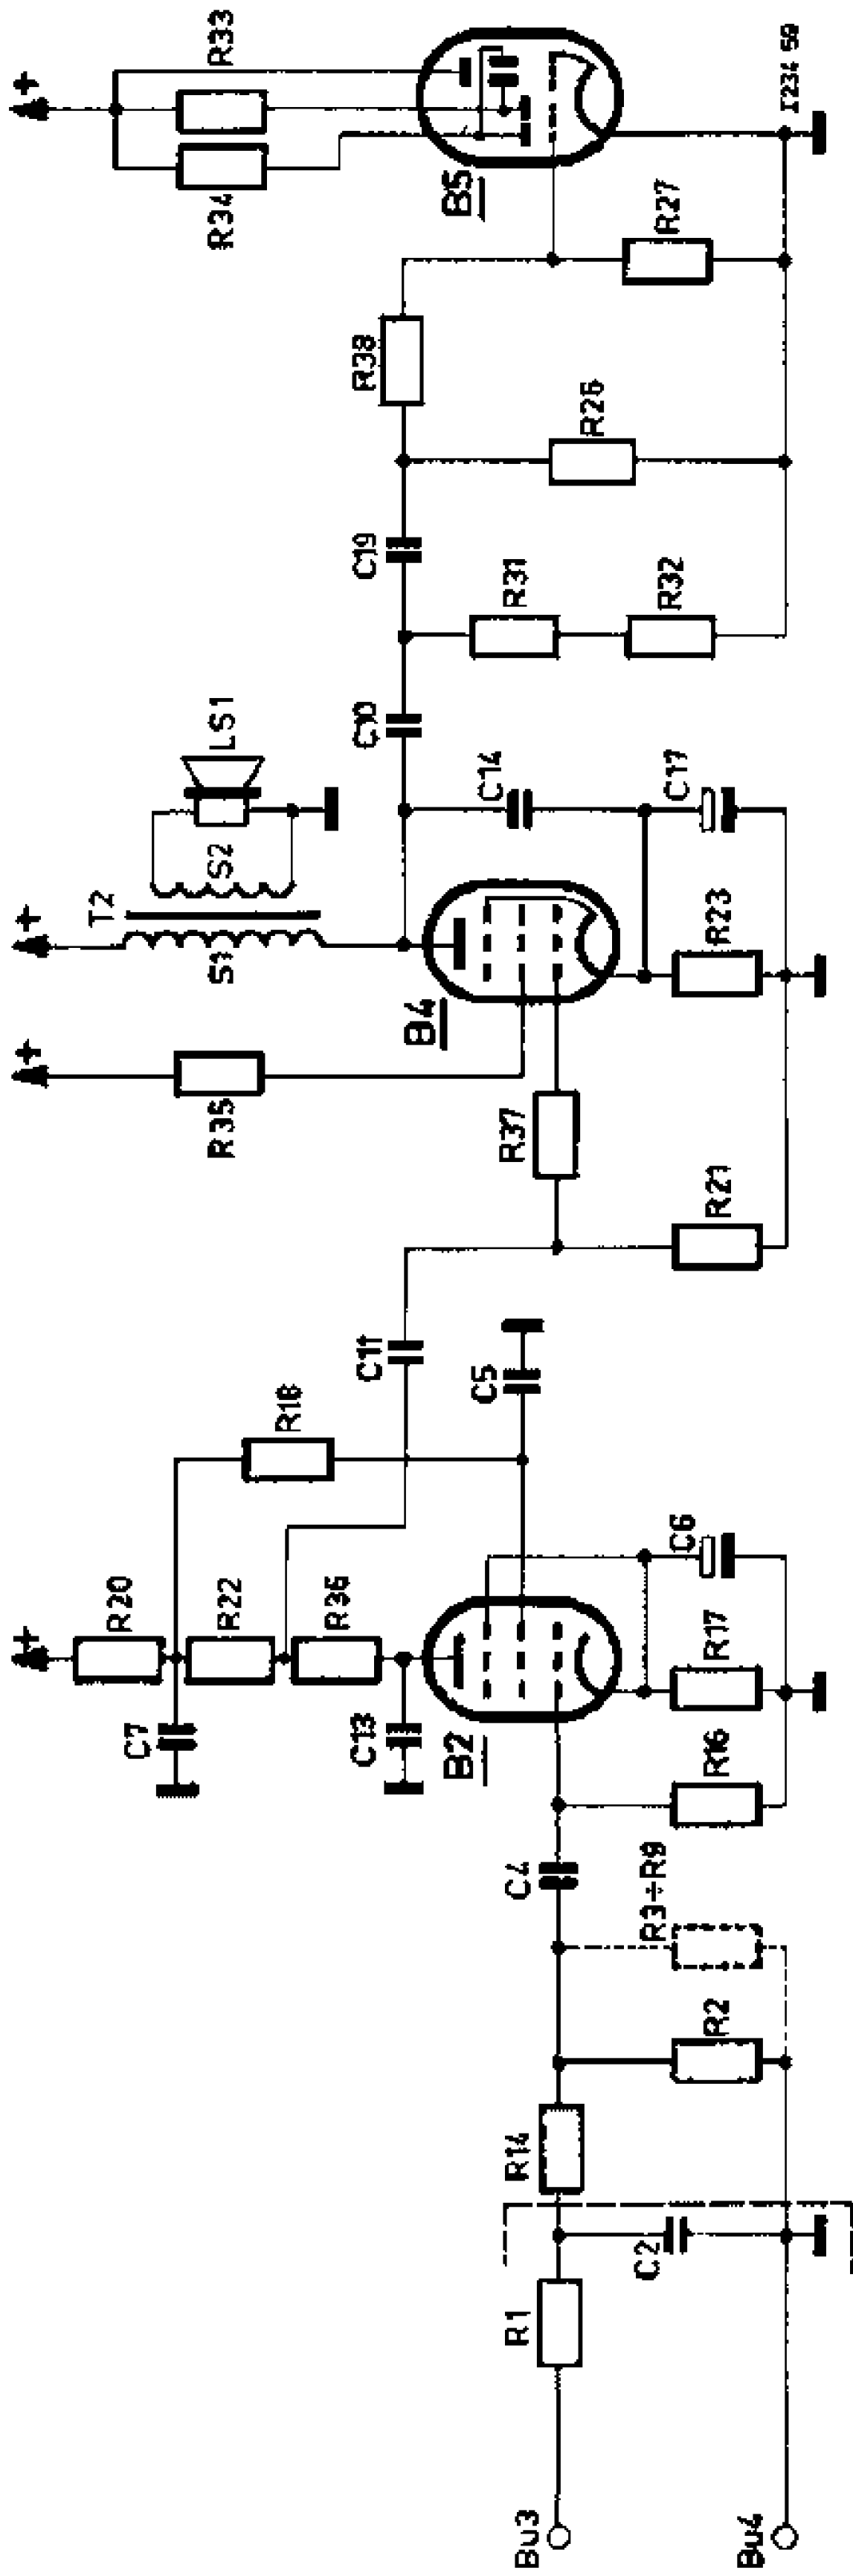 A+
R33
R34
B5
R27
R38
R26
C19
R31
R32
C10
LS1
S2
T2
S1
A+
C14
C17
R23
B4
A+
R35
R37
R21
C11
C5
R18
A+
R20
R22
R36
C6
R17
C7
C13
B2
R16
C4
R3÷R9
R2
R14
C2
R1
Bu3
Bu4
I234 59